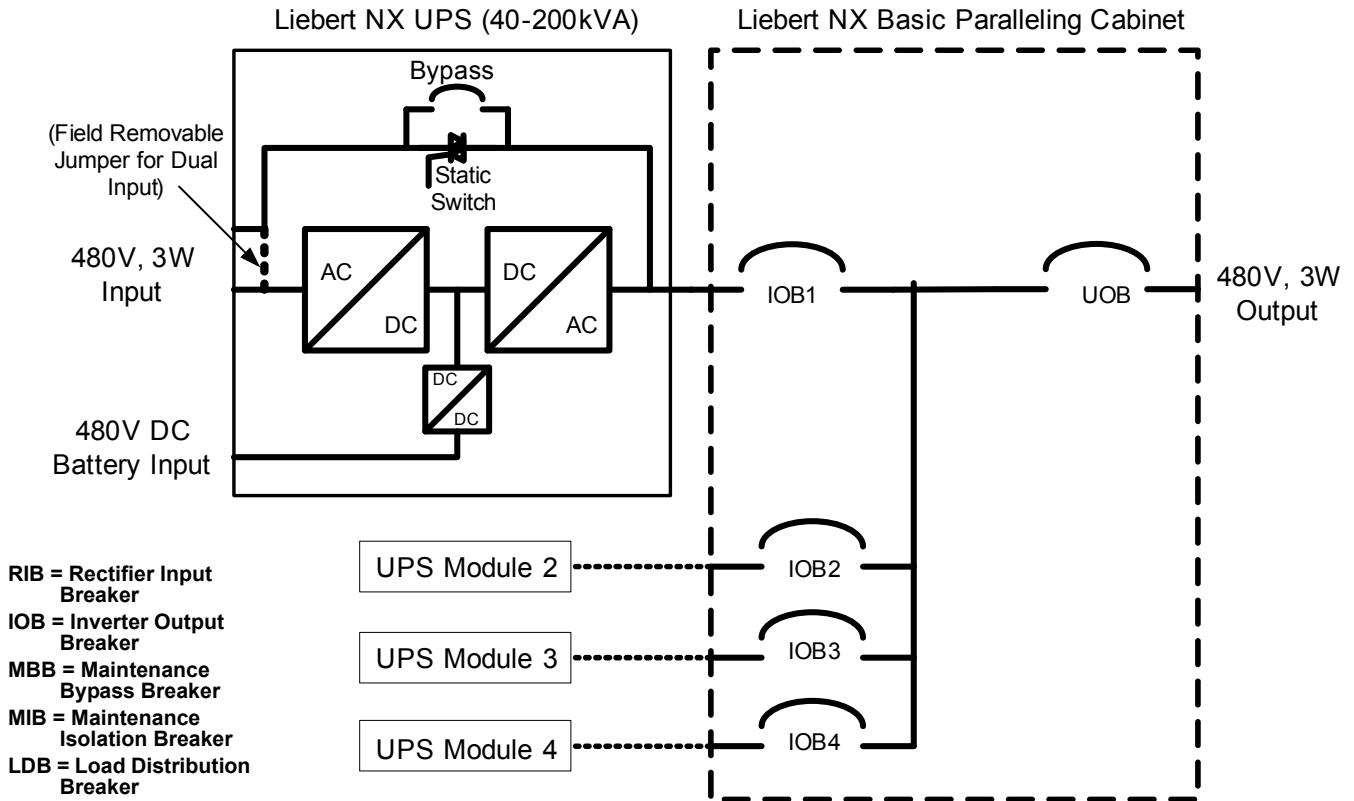 Liebert NX UPS (40-200kVA)
Liebert NX Basic Paralleling Cabinet
Bypass
(Field Removable
Jumper for Dual
Input)
Static
Switch
480V, 3W
Input
AC
DC
DC
AC
IOB1
UOB
480V, 3W
Output
DC
DC
480V DC
Battery Input
UPS Module 2
IOB2
UPS Module 3
IOB3
UPS Module 4
IOB4
RIB = Rectifier Input
Breaker
IOB = Inverter Output
Breaker
MBB = Maintenance
Bypass Breaker
MIB = Maintenance
Isolation Breaker
LDB = Load Distribution
Breaker